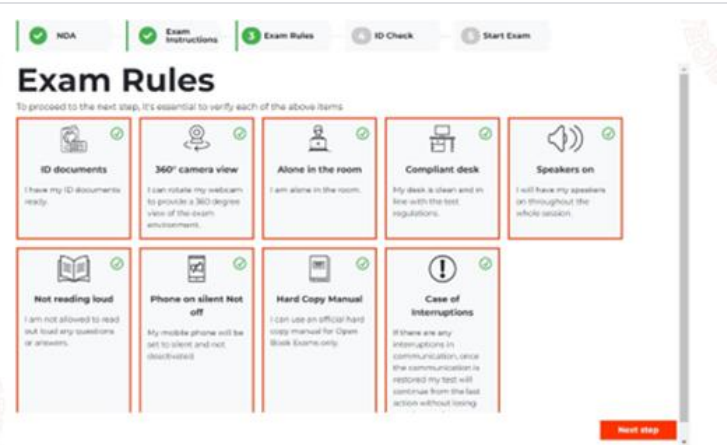 NDA
Exam
Instructions
3 Exam Rules
4 ID Check
5 Start Exam
Exam Rules
To proceed to the next step, it's essential to verify each of the above items
ID documents
I have my ID documents
ready.
360° camera view
I can rotate my webcam
to provide a 360 degree
view of the exam
environment.
Alone in the room
I am alone in the room.
Compliant desk
My desk is clean and in
line with the test
regulations.
Speakers on
I will have my speakers
on throughout the
whole session.
Not reading loud
I am not allowed to read
out loud any questions
or answers.
Phone on silent Not
off
My mobile phone will be
set to silent and not
deactivated.
Hard Copy Manual
I can use an official hard
copy manual for Open
Book Exams only.
Case of
Interruptions
If there are any
interruptions in
communication, once
the communication is
restored my test will
continue from the last
action without losing
Next step